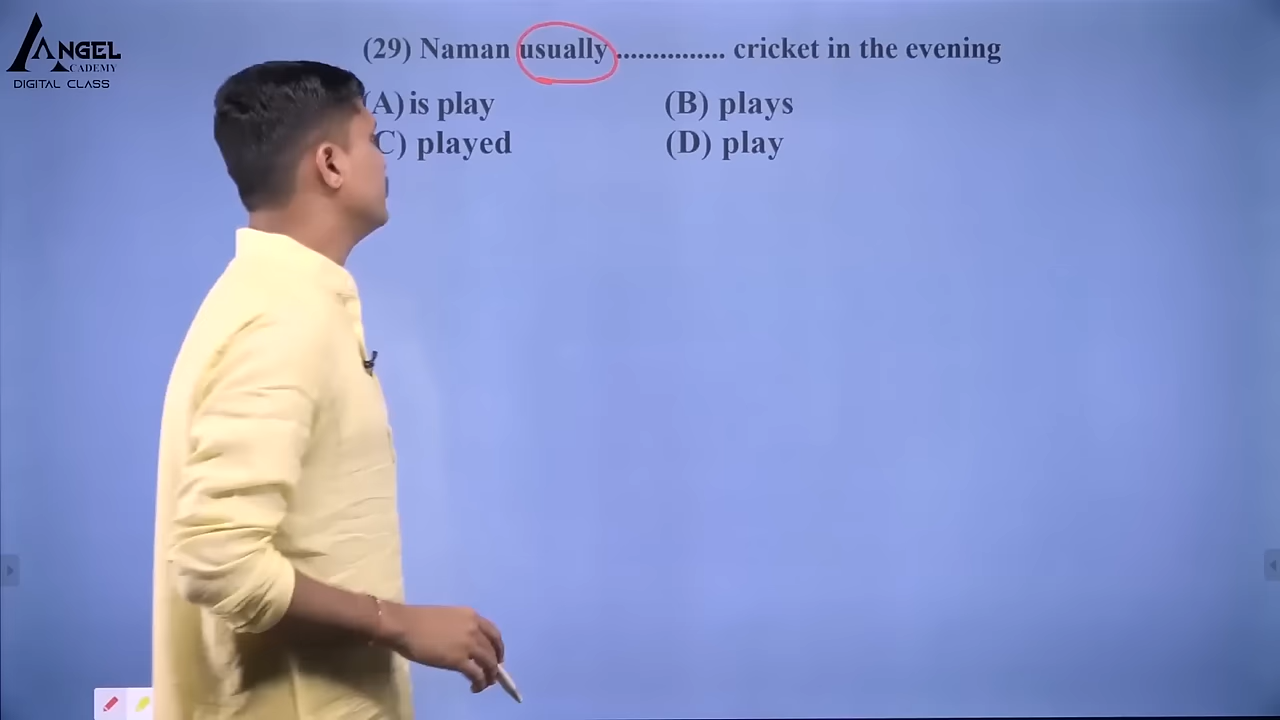 ANGEL
ACADEMY
DIGITAL CLASS
(29) Naman usually ............... cricket in the evening
(A) is play (B) plays
C) played (D) play